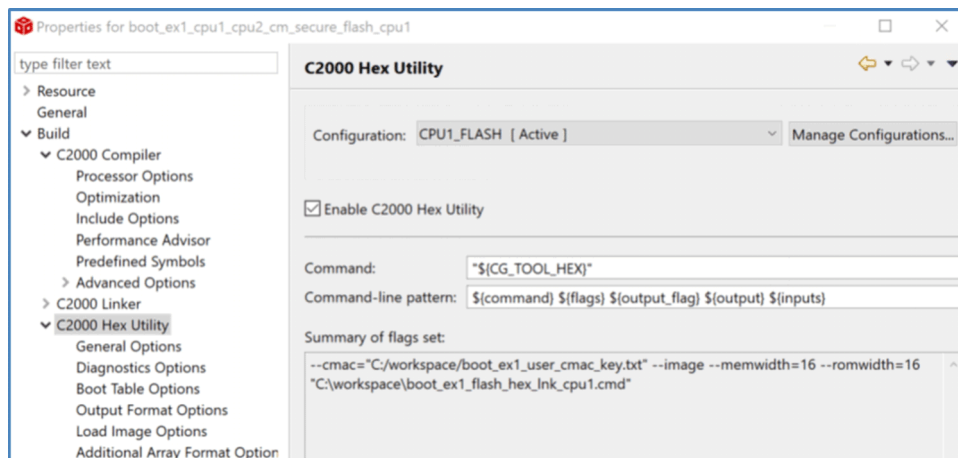 Properties for boot_ex1_cpu1_cpu2_cm_secure_flash_cpu1
type filter text
Resource
General
Build
C2000 Compiler
Processor Options
Optimization
Include Options
Performance Advisor
Predefined Symbols
Advanced Options
C2000 Linker
C2000 Hex Utility
General Options
Diagnostics Options
Boot Table Options
Output Format Options
Load Image Options
Additional Array Format Option
C2000 Hex Utility
Configuration: CPU1_FLASH [ Active ] Manage Configurations...
Enable C2000 Hex Utility
Command: "${CG_TOOL_HEX}"
Command-line pattern: ${command} ${flags} ${output_flag} ${output} ${inputs}
Summary of flags set:
--cmac="C:/workspace/boot_ex1_user_cmac_key.txt" --image --memwidth=16 --romwidth=16
"C:\workspace\boot_ex1_flash_hex_lnk_cpu1.cmd"